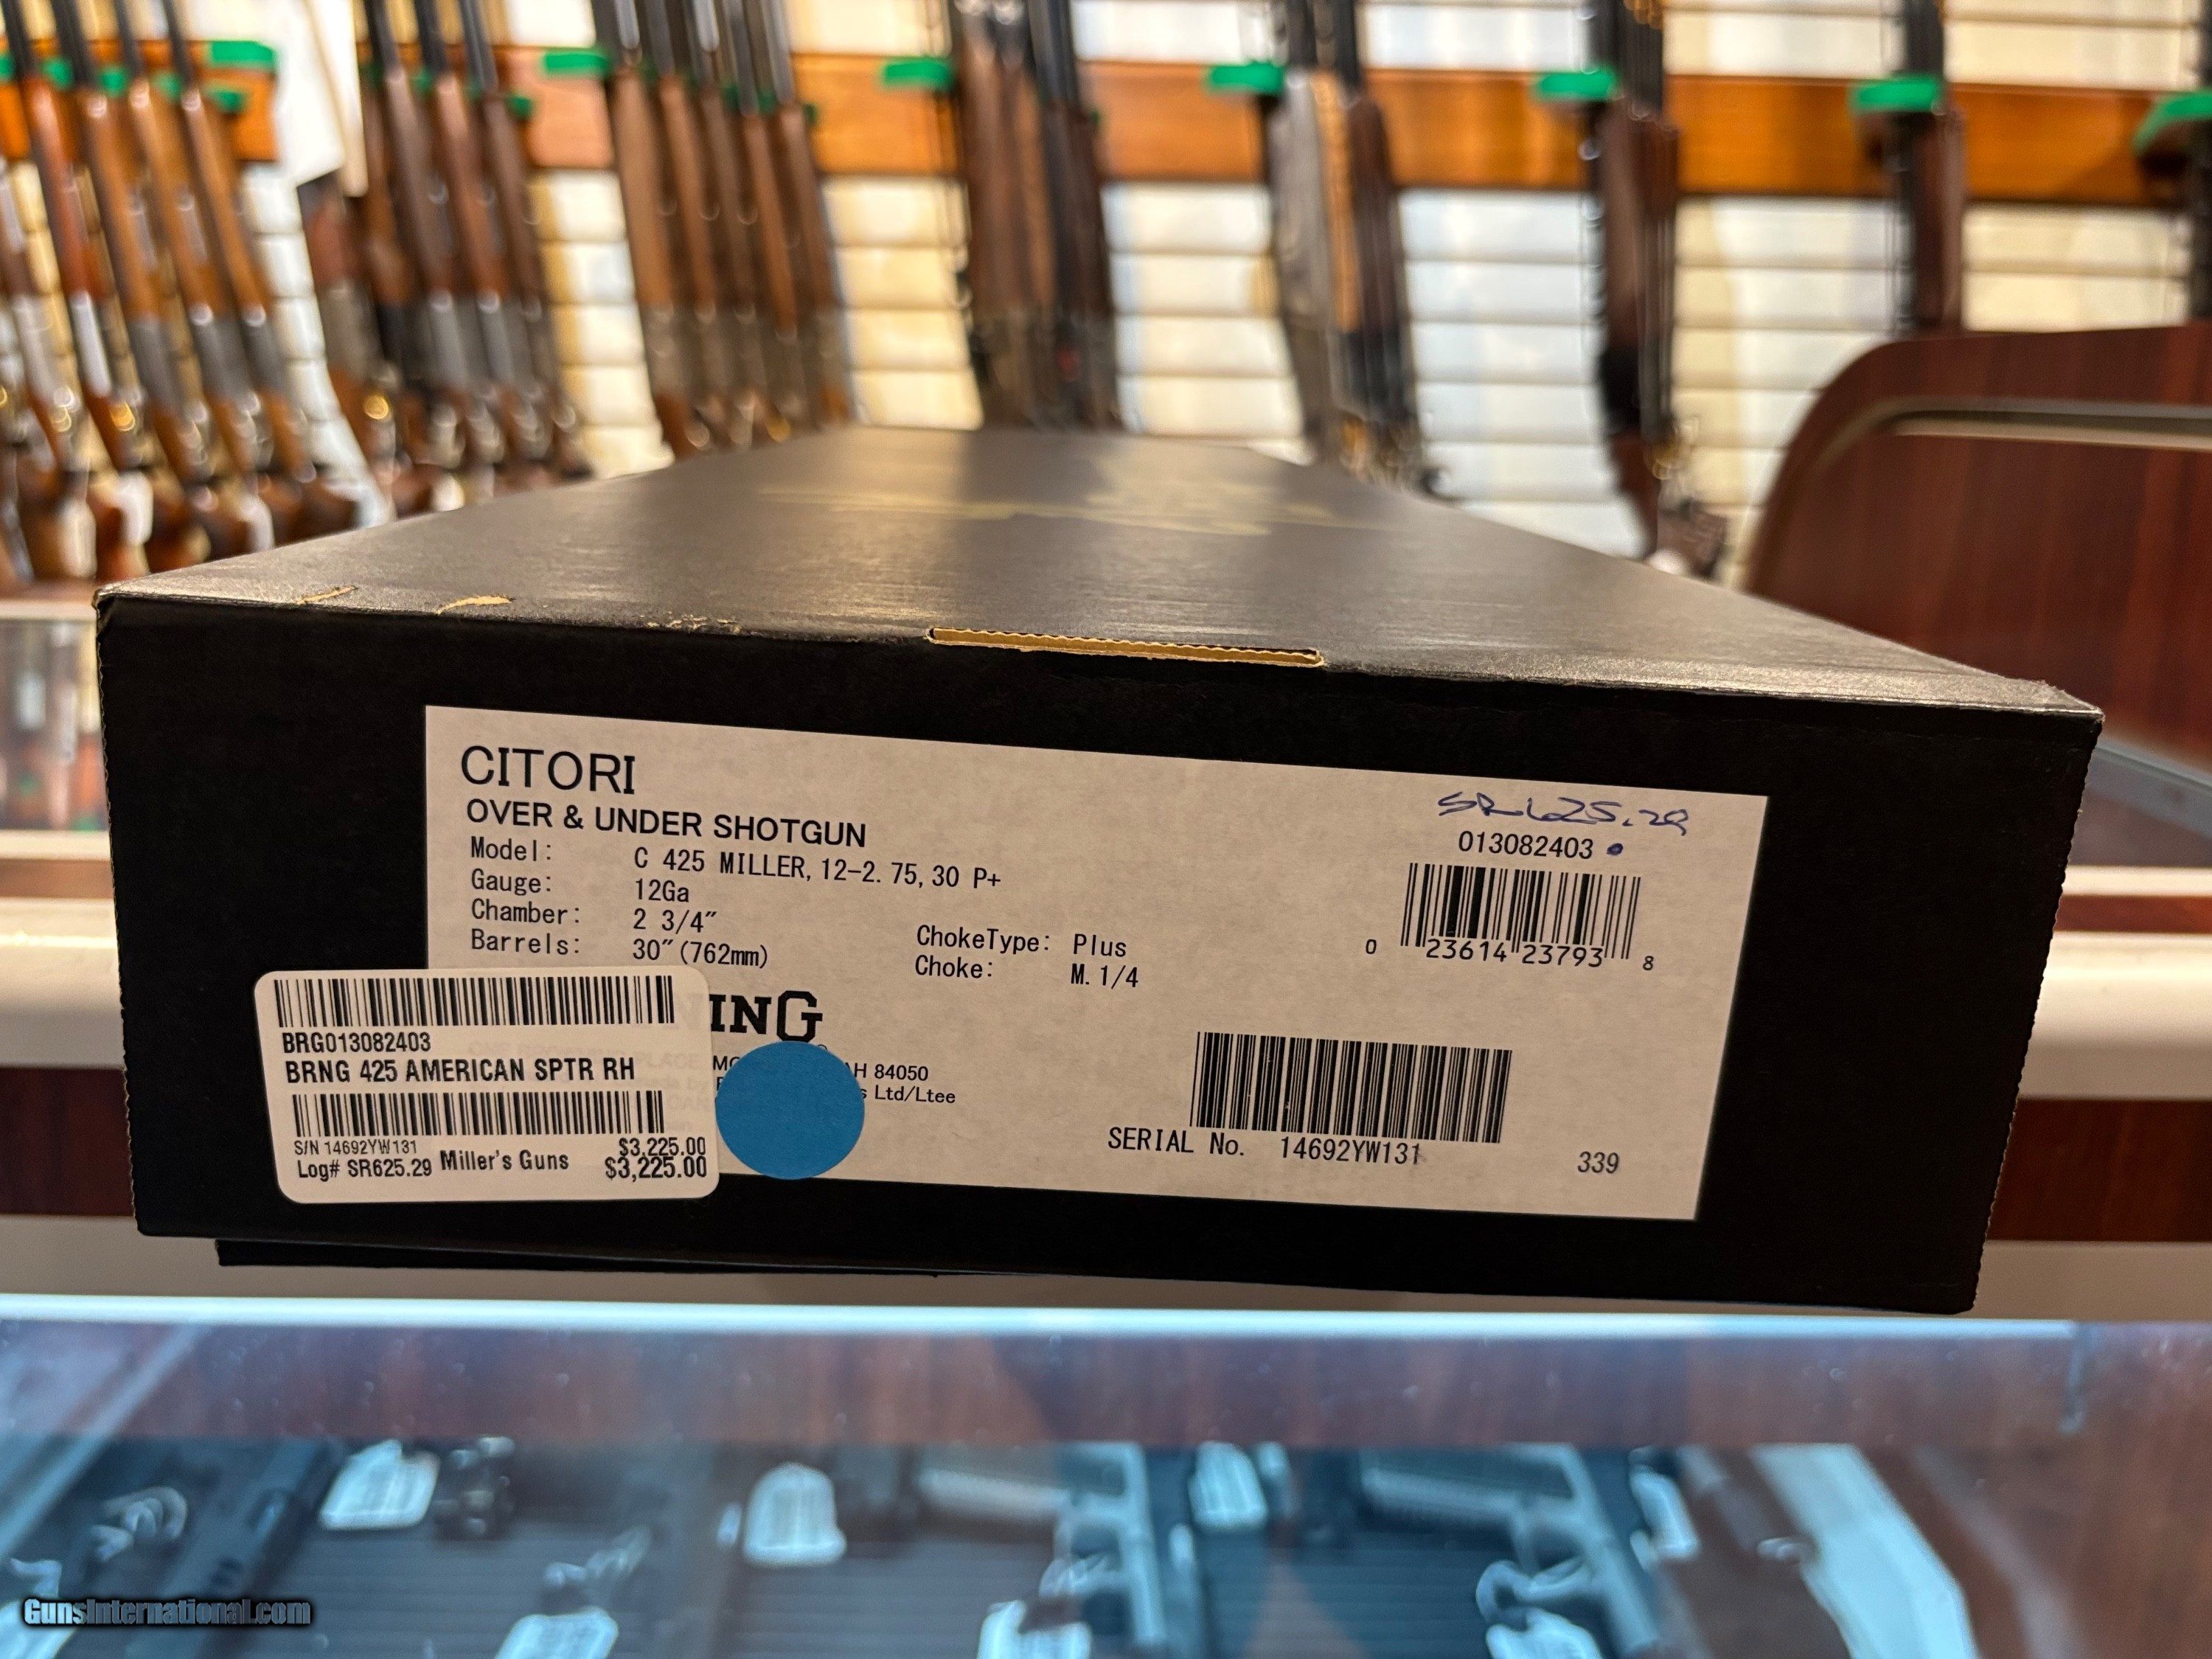 CITORI
OVER & UNDER SHOTGUN
Model: C 425 MILLER,12-2.75,30 P+
Gauge: 12Ga
Chamber: 2 3/4"
Barrels: 30"(762mm)
ChokeType: Plus
Choke: M.1/4
SR625.29
013082403
0 23614 23793 8
ING
AH 84050
s Ltd/Ltee
SERIAL No. 14692YW131
339
BRG013082403
BRNG 425 AMERICAN SPTR RH
S/N 14692YW131 $3,225.00
Log# SR625.29 Miller's Guns $3,225.00
GunsInternational.com